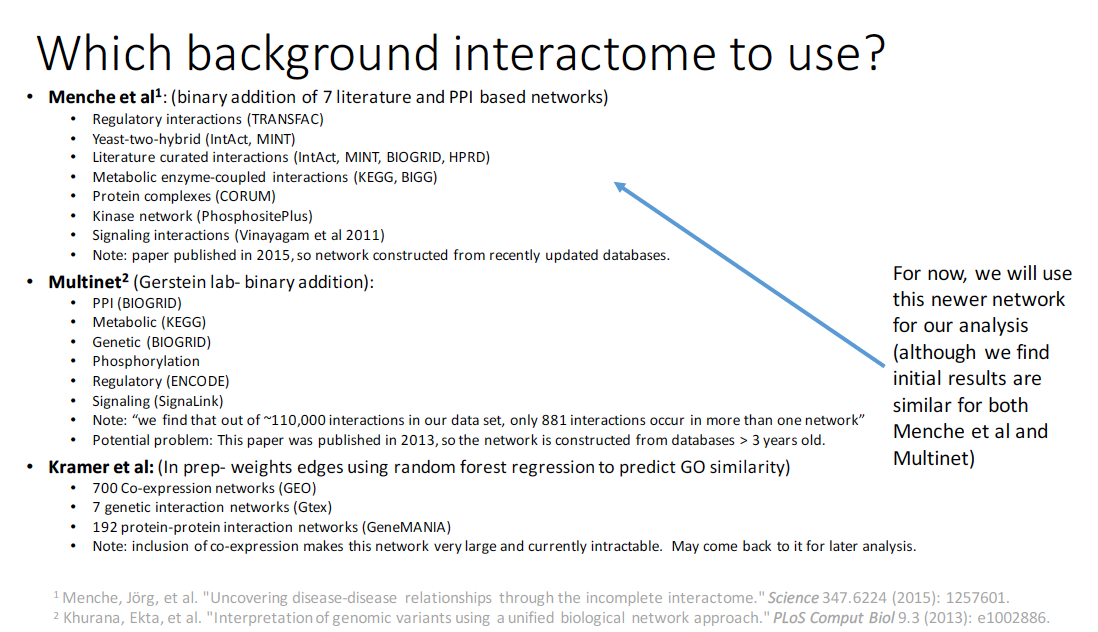 Which background interactome to use?
• Menche et al¹: (binary addition of 7 literature and PPI based networks)
• Regulatory interactions (TRANSFAC)
• Yeast-two-hybrid (IntAct, MINT)
• Literature curated interactions (IntAct, MINT, BIOGRID, HPRD)
• Metabolic enzyme-coupled interactions (KEGG, BIGG)
• Protein complexes (CORUM)
• Kinase network (PhosphositePlus)
• Signaling interactions (Vinayagam et al 2011)
• Note: paper published in 2015, so network constructed from recently updated databases.
• Multinet² (Gerstein lab- binary addition):
• PPI (BIOGRID)
• Metabolic (KEGG)
• Genetic (BIOGRID)
• Phosphorylation
• Regulatory (ENCODE)
• Signaling (SignaLink)
• Note: “we find that out of ~110,000 interactions in our data set, only 881 interactions occur in more than one network”
• Potential problem: This paper was published in 2013, so the network is constructed from databases > 3 years old.
• Kramer et al: (In prep- weights edges using random forest regression to predict GO similarity)
• 700 Co-expression networks (GEO)
• 7 genetic interaction networks (Gtex)
• 192 protein-protein interaction networks (GeneMANIA)
• Note: inclusion of co-expression makes this network very large and currently intractable. May come back to it for later analysis.
For now, we will use
this newer network
for our analysis
(although we find
initial results are
similar for both
Menche et al and
Multinet)
¹ Menche, Jörg, et al. "Uncovering disease-disease relationships through the incomplete interactome." Science 347.6224 (2015): 1257601.
² Khurana, Ekta, et al. "Interpretation of genomic variants using a unified biological network approach." PLoS Comput Biol 9.3 (2013): e1002886.